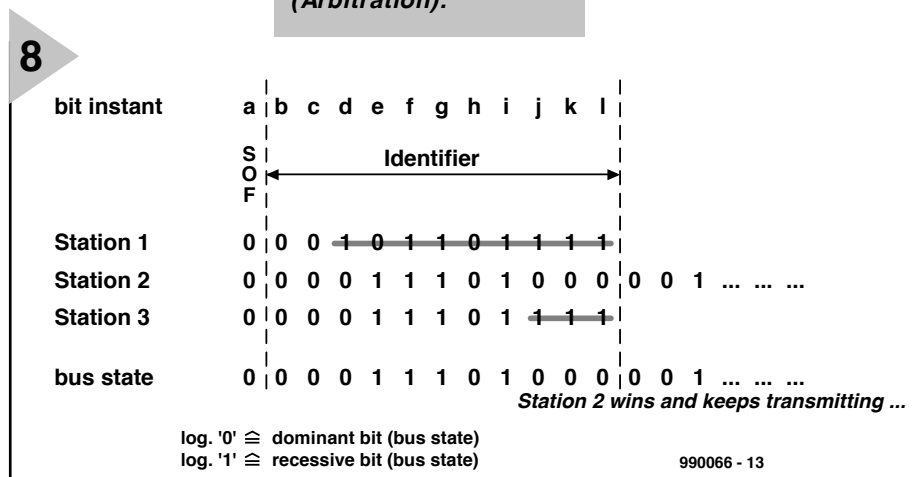 (Arbitration).
8
bit instant a b c d e f g h i j k l
S
O
F
Identifier
Station 1 0 0 0 1 0 1 1 0 1 1 1 1
Station 2 0 0 0 0 1 1 1 0 1 0 0 0 0 0 1 ... ... ...
Station 3 0 0 0 0 1 1 1 0 1 1 1 1
bus state 0 0 0 0 1 1 1 0 1 0 0 0 0 0 1 ... ... ...
Station 2 wins and keeps transmitting ...
log. '0' ≙ dominant bit (bus state)
log. '1' ≙ recessive bit (bus state)
990066 - 13